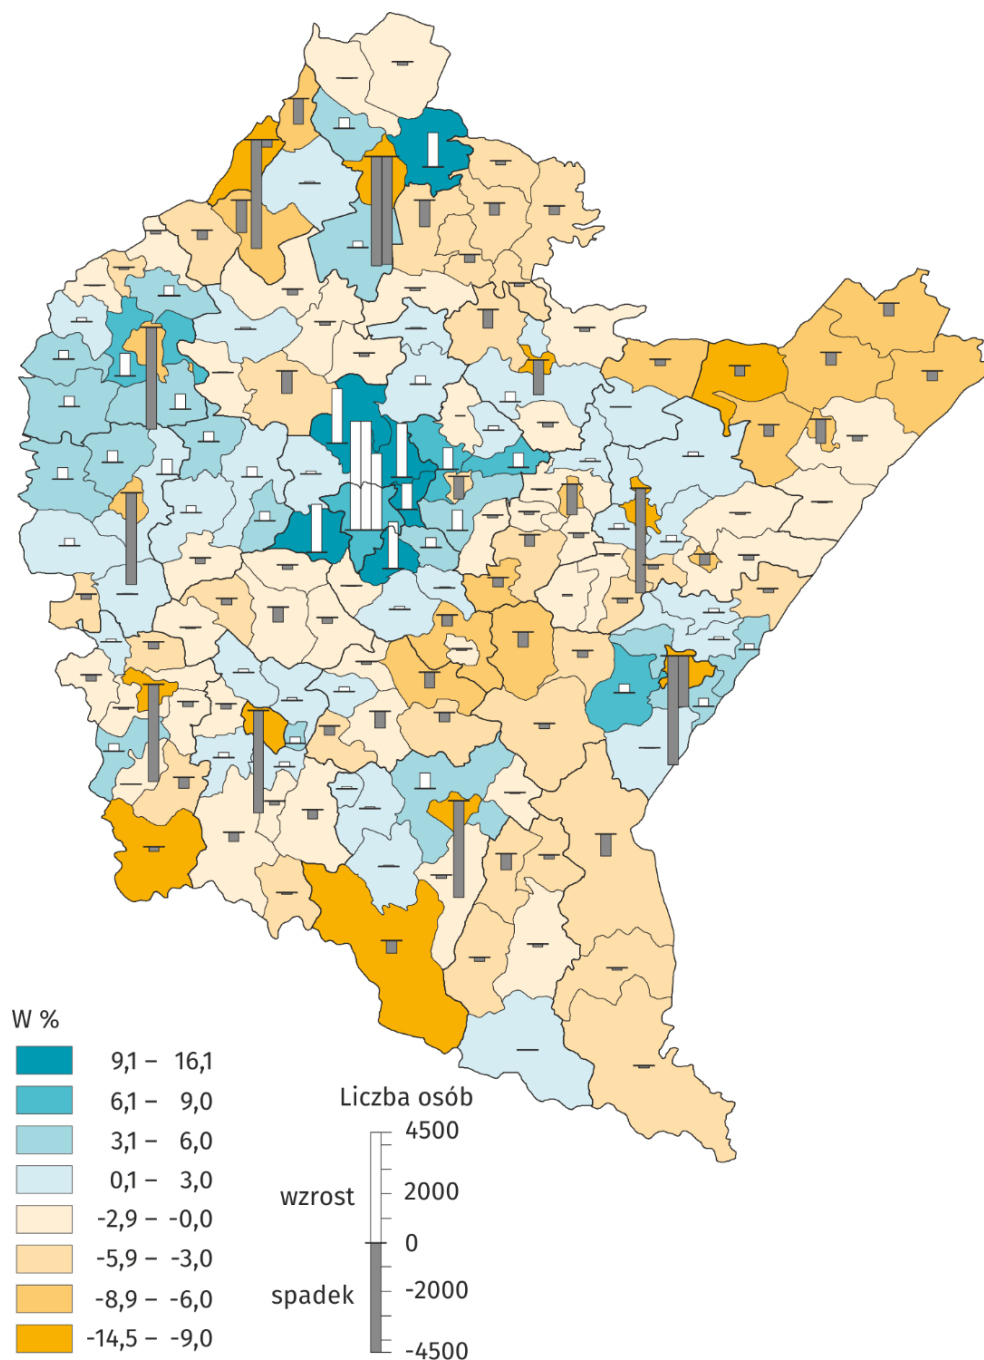 W %
9,1 – 16,1
6,1 – 9,0
3,1 – 6,0
0,1 – 3,0
-2,9 – -0,0
-5,9 – -3,0
-8,9 – -6,0
-14,5 – -9,0
Liczba osób
4500
2000
wzrost
0
-2000
spadek
-4500